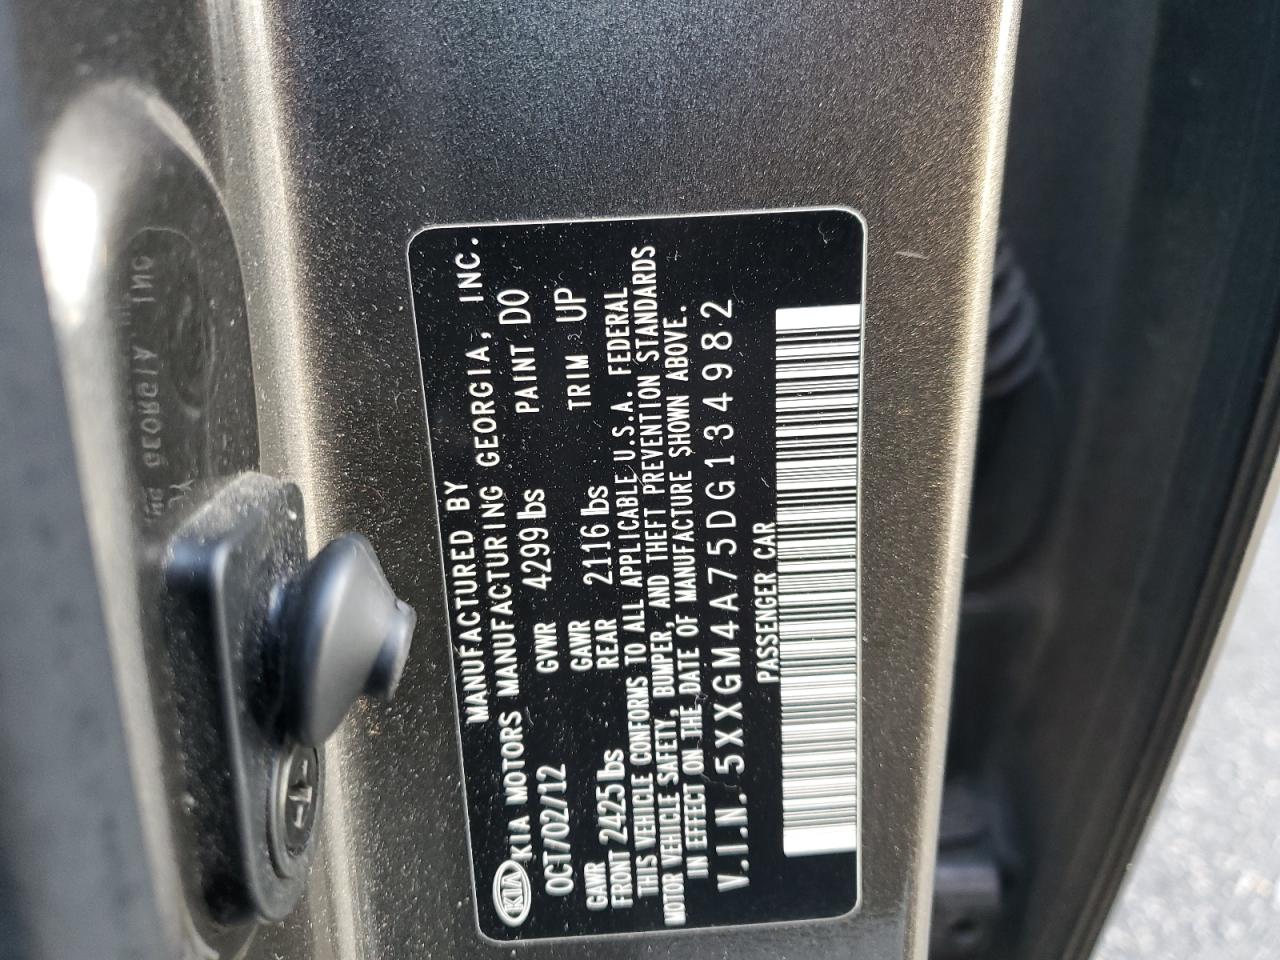 MANUFACTURED BY
KIA KIA MOTORS MANUFACTURING GEORGIA, INC.
OCT/02/12 GVWR 4299 lbs PAINT DO
GAWR FRONT 2425 lbs GAWR REAR 2116 lbs TRIM UP
THIS VEHICLE CONFORMS TO ALL APPLICABLE U.S.A. FEDERAL
MOTOR VEHICLE SAFETY, BUMPER, AND THEFT PREVENTION STANDARDS
IN EFFECT ON THE DATE OF MANUFACTURE SHOWN ABOVE.
V.I.N. 5XXGM4A75DG134982
PASSENGER CAR